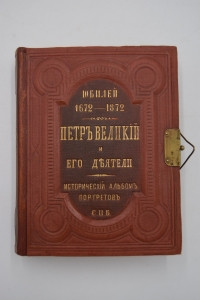 ЮБИЛЕЙ
1672—1872
ПЕТРЪ ВЕЛИКІЙ
И
ЕГО ДѢЯТЕЛИ
ИСТОРИЧЕСКІЙ АЛЬБОМЪ
ПОРТРЕТОВЪ
С.П.Б.